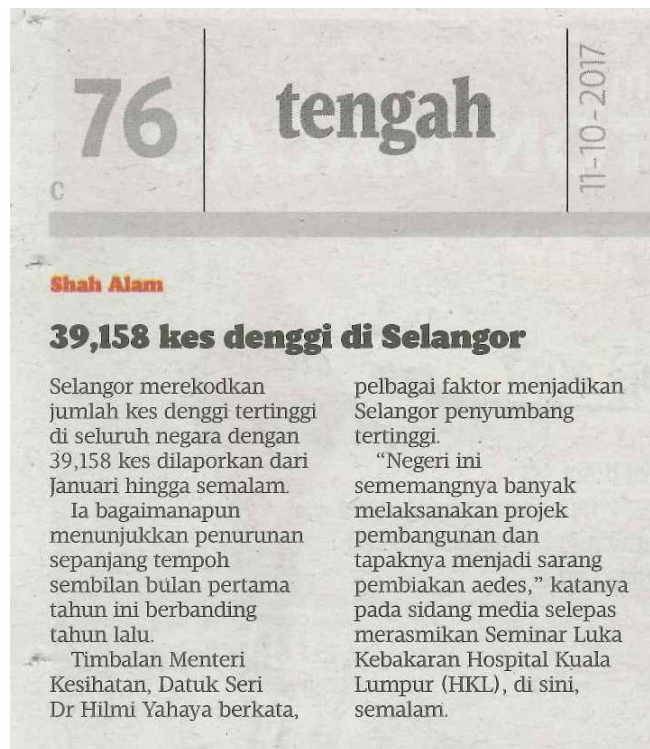 76
tengah
11-10-2017
C
Shah Alam
39,158 kes denggi di Selangor
Selangor merekodkan
jumlah kes denggi tertinggi
di seluruh negara dengan
39,158 kes dilaporkan dari
Januari hingga semalam.
Ia bagaimanapun
menunjukkan penurunan
sepanjang tempoh
sembilan bulan pertama
tahun ini berbanding
tahun lalu.
Timbalan Menteri
Kesihatan, Datuk Seri
Dr Hilmi Yahaya berkata,
pelbagai faktor menjadikan
Selangor penyumbang
tertinggi.
“Negeri ini
sememangnya banyak
melaksanakan projek
pembangunan dan
tapaknya menjadi sarang
pembiakan aedes,” katanya
pada sidang media selepas
merasmikan Seminar Luka
Kebakaran Hospital Kuala
Lumpur (HKL), di sini,
semalam.